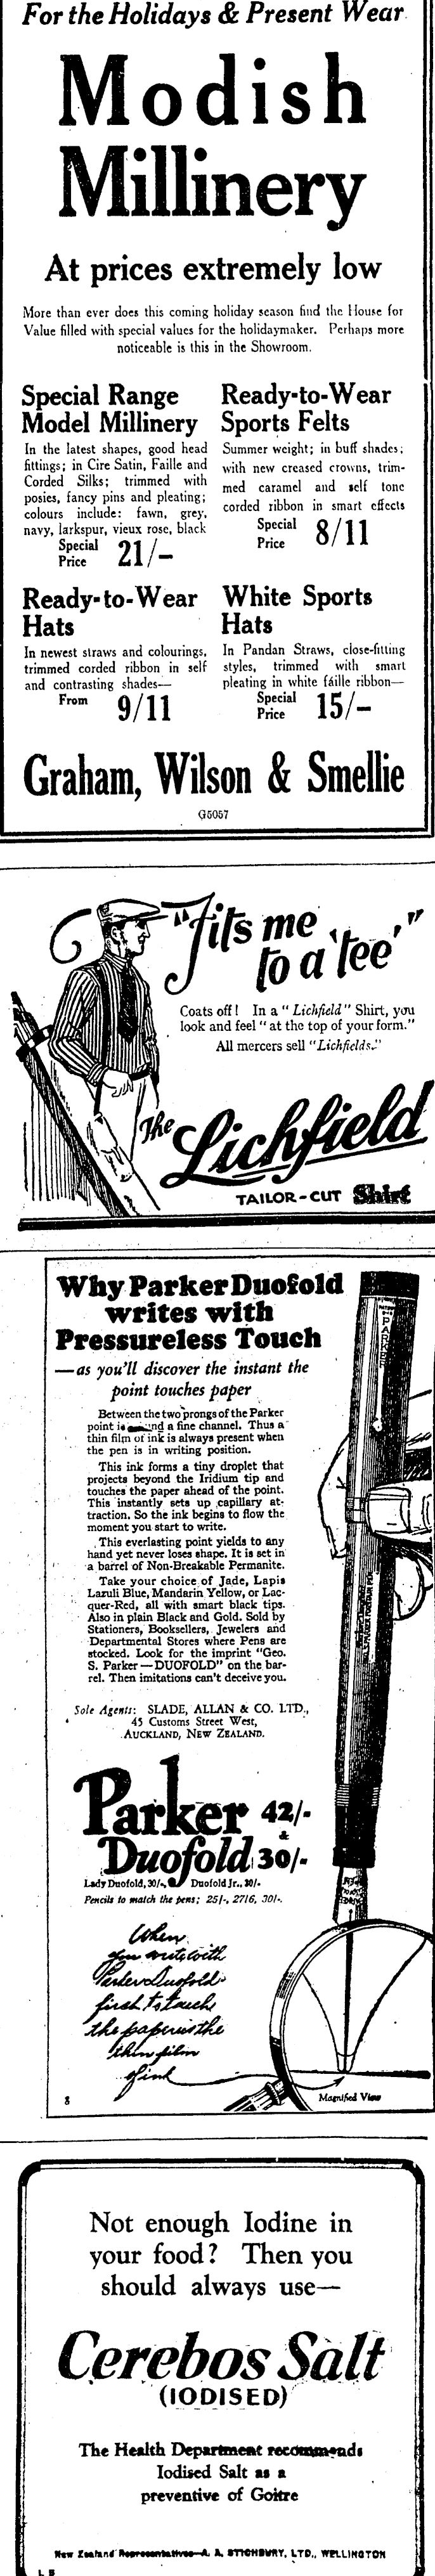 For the Holidays & Present Wear
Modish
Millinery
At prices extremely low
More than ever does this coming holiday season find the House for
Value filled with special values for the holidaymaker. Perhaps more
noticeable is this in the Showroom.
Special Range
Model Millinery
In the latest shapes, good head
fittings; in Cire Satin, Faille and
Corded Silks; trimmed with
posies, fancy pins and pleating;
colours include: fawn, grey,
navy, larkspur, vieux rose, black
Special
Price 21/-
Ready-to-Wear
Sports Felts
Summer weight; in buff shades;
with new creased crowns, trim-
med caramel and self tone
corded ribbon in smart effects
Special
Price 8/11
Ready-to-Wear
Hats
In newest straws and colourings,
trimmed corded ribbon in self
and contrasting shades—
From 9/11
White Sports
Hats
In Pandan Straws, close-fitting
styles, trimmed with smart
pleating in white fáille ribbon—
Special
Price 15/-
Graham, Wilson & Smellie
G5057
"Fits me
to a 'tee'"
Coats off! In a "Lichfield" Shirt, you
look and feel "at the top of your form."
All mercers sell "Lichfields."
The Lichfield
TAILOR-CUT Shirt
Why Parker Duofold
writes with
Pressureless Touch
—as you'll discover the instant the
point touches paper
Between the two prongs of the Parker
point is a fine channel. Thus a
thin film of ink is always present when
the pen is in writing position.
This ink forms a tiny droplet that
projects beyond the Iridium tip and
touches the paper ahead of the point.
This instantly sets up capillary at-
traction. So the ink begins to flow the
moment you start to write.
This everlasting point yields to any
hand yet never loses shape. It is set in
a barrel of Non-Breakable Permanite.
Take your choice of Jade, Lapis
Lazuli Blue, Mandarin Yellow, or Lac-
quer-Red, all with smart black tips.
Also in plain Black and Gold. Sold by
Stationers, Booksellers, Jewelers and
Departmental Stores where Pens are
stocked. Look for the imprint "Geo.
S. Parker—DUOFOLD" on the bar-
rel. Then imitations can't deceive you.
Sole Agents: SLADE, ALLAN & CO. LTD.,
45 Customs Street West,
AUCKLAND, NEW ZEALAND.
PARKER
Parker 42/-
&
Duofold 30/-
Lady Duofold, 30/-, Duofold Jr., 30/-
Pencils to match the pens; 25/-, 27/6, 30/-.
When
you write with
Parker Duofold
first to touch
the paper is the
thin film
of ink
Magnified View
8
Not enough Iodine in
your food? Then you
should always use—
Cerebos Salt
(IODISED)
The Health Department recommends
Iodised Salt as a
preventive of Goitre
New Zealand Representatives—A. A. STICHBURY, LTD., WELLINGTON
L 8